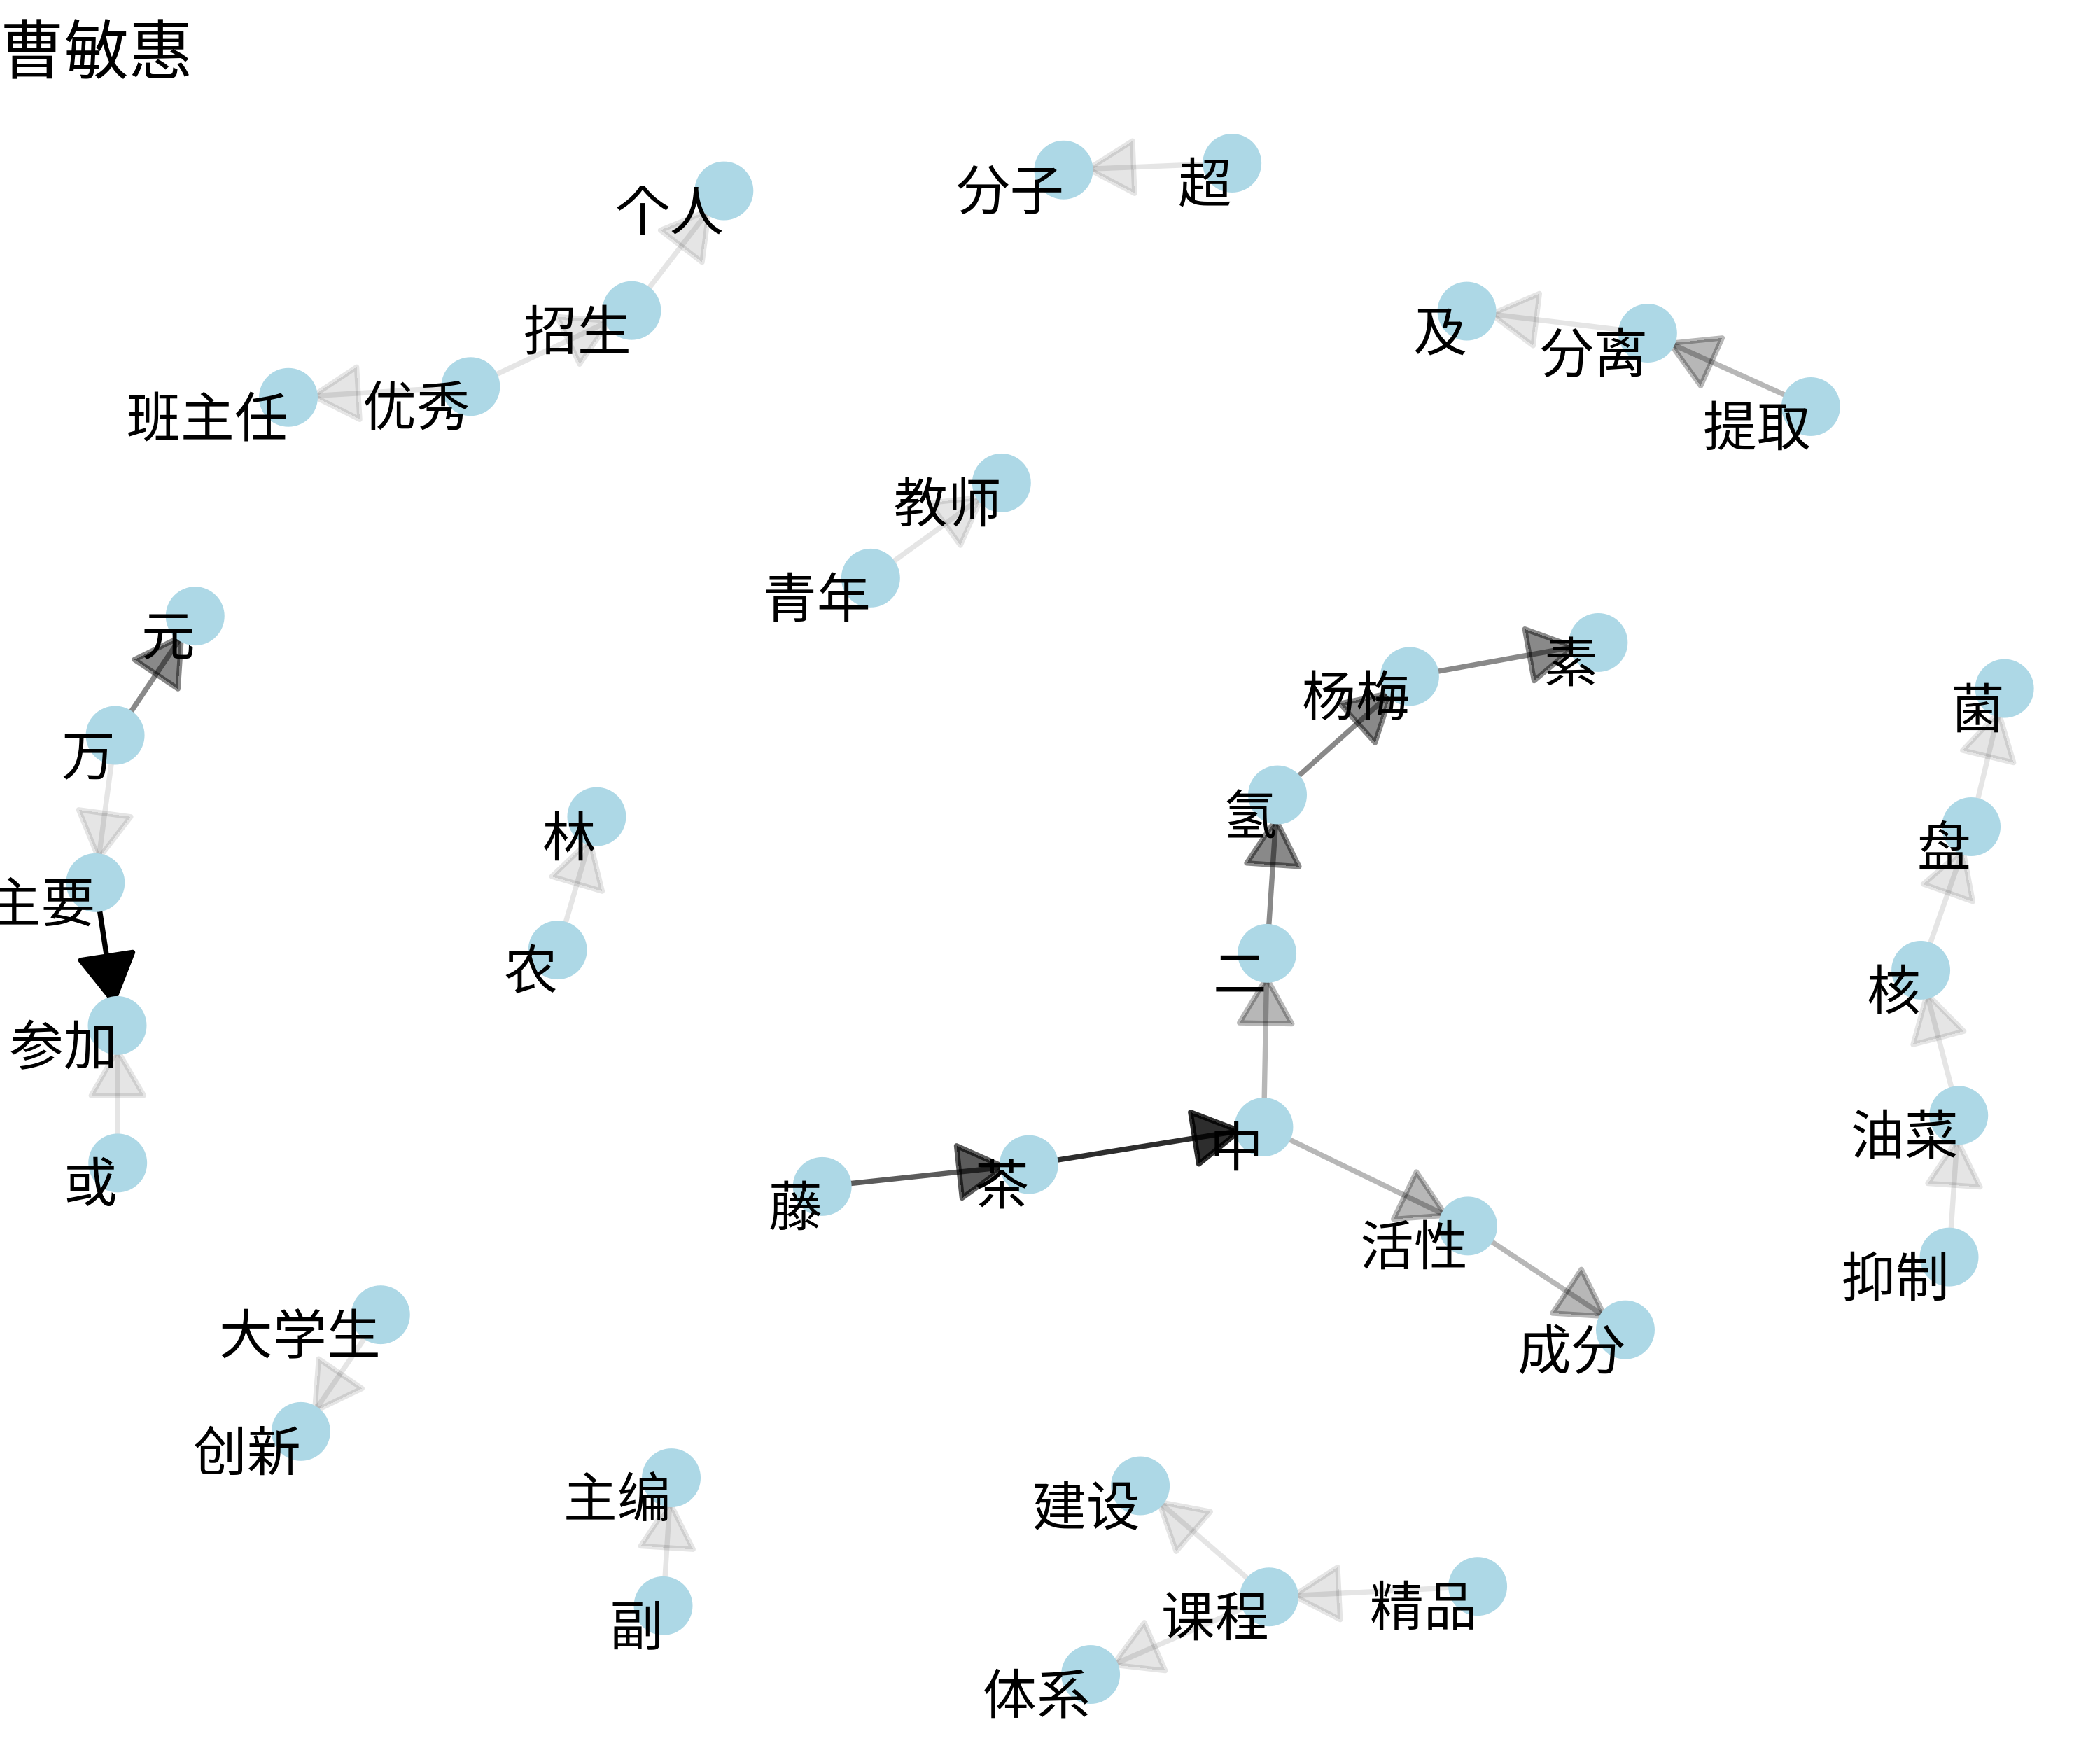 曹敏惠
分子
超
个人
招生
及
分离
班主任
优秀
提取
教师
青年
元
素
杨梅
菌
万
氢
林
盘
主要
农
二
核
参加
油菜
中
或
藤
茶
活性
抑制
大学生
成分
创新
主编
建设
副
课程
精品
体系